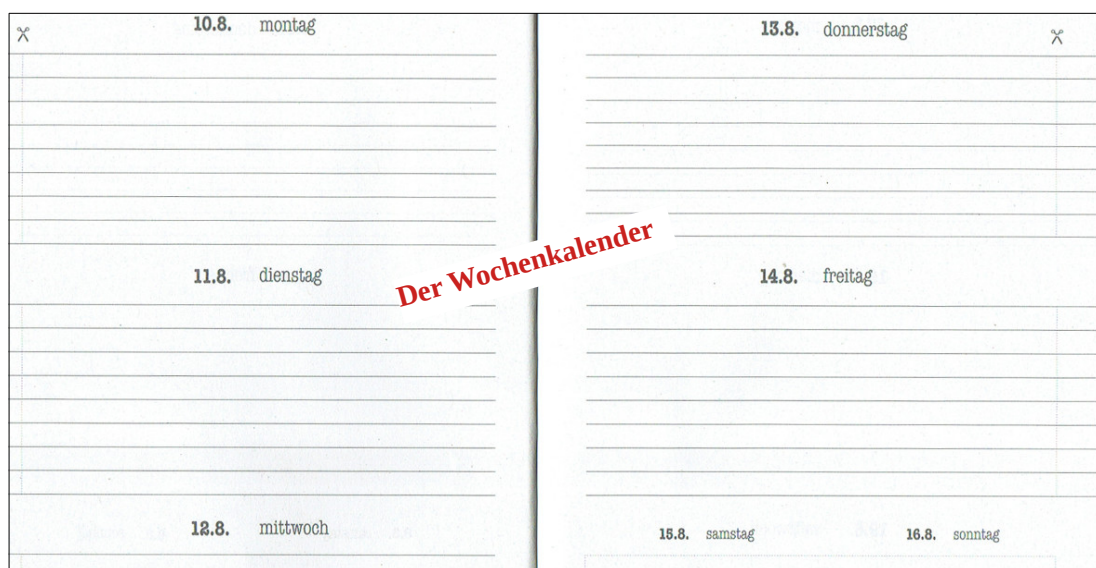 10.8. montag
11.8. dienstag
12.8. mittwoch
Der Wochenkalender
13.8. donnerstag
14.8. freitag
15.8. samstag
16.8. sonntag